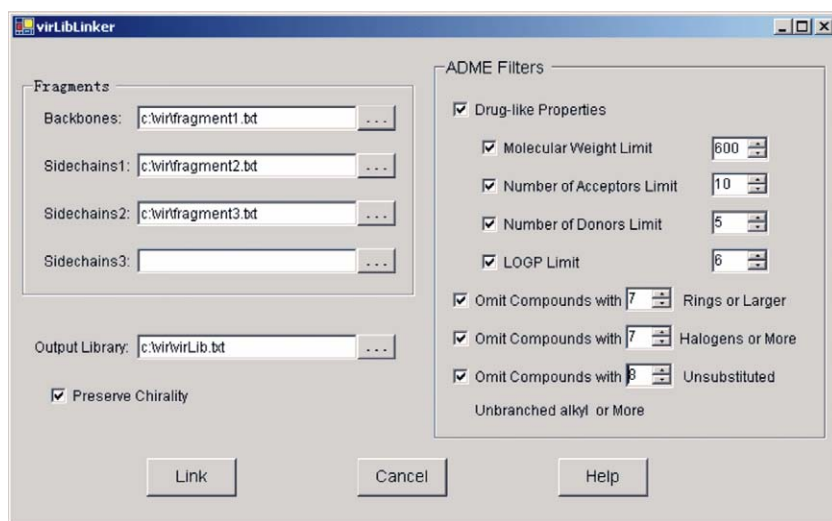 virLibLinker
Fragments
Backbones: c:\vir\fragment1.txt ...
Sidechains1: c:\vir\fragment2.txt ...
Sidechains2: c:\vir\fragment3.txt ...
Sidechains3: ...
Output Library: c:\vir\virLib.txt ...
Preserve Chirality
ADME Filters
Drug-like Properties
Molecular Weight Limit 600
Number of Acceptors Limit 10
Number of Donors Limit 5
LOGP Limit 6
Omit Compounds with 7 Rings or Larger
Omit Compounds with 7 Halogens or More
Omit Compounds with 8 Unsubstituted
Unbranched alkyl or More
Link Cancel Help